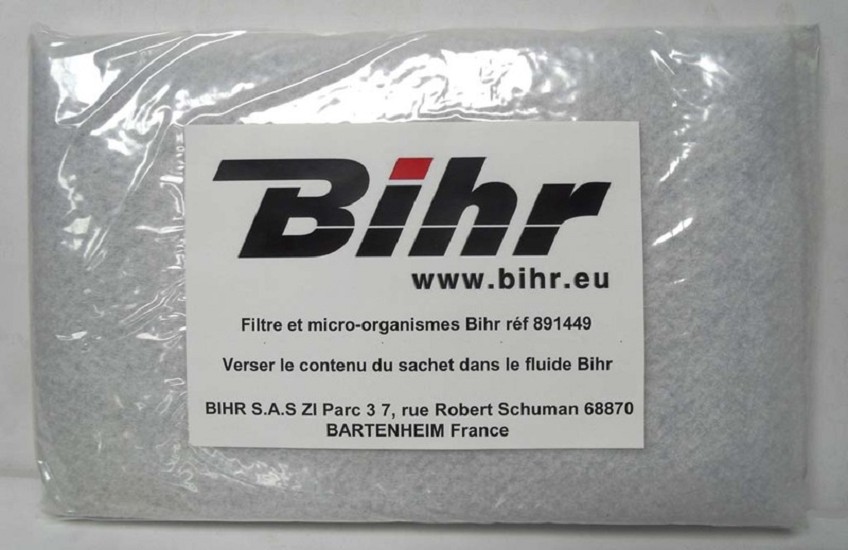 Bihr
www.bihr.eu
Filtre et micro-organismes Bihr réf 891449
Verser le contenu du sachet dans le fluide Bihr
BIHR S.A.S ZI Parc 3 7, rue Robert Schuman 68870
BARTENHEIM France